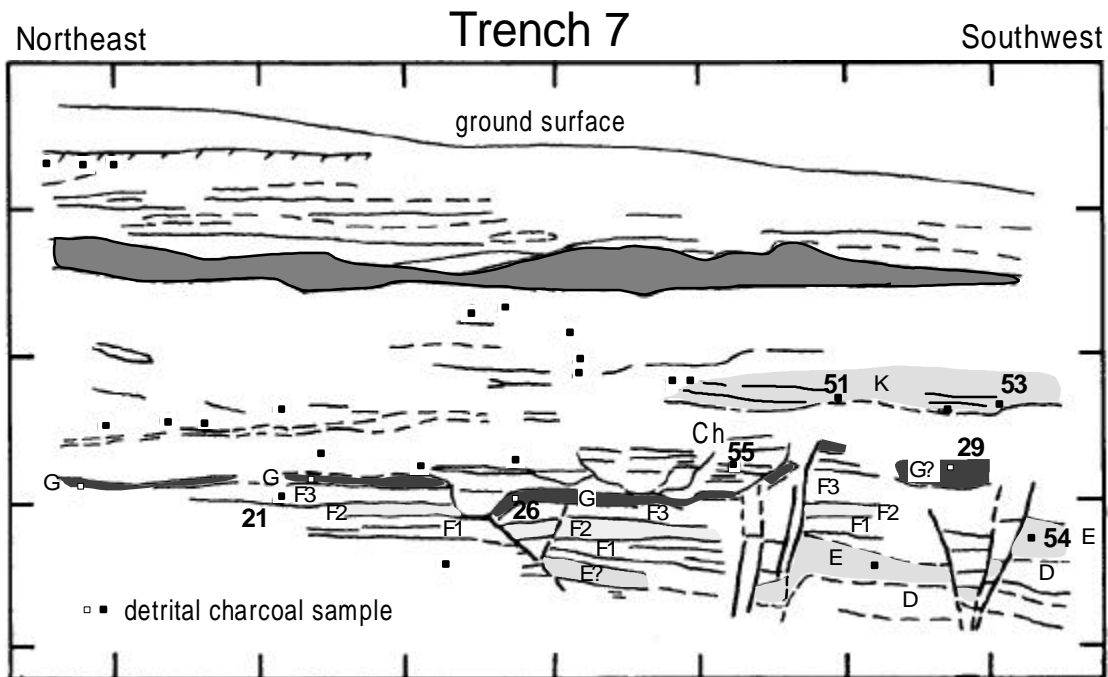 Trench 7
Northeast
Southwest
ground surface
51 K 53
Ch
55
29
G?
G
G
F3
21
F2
F1
26
G
F3
F2
F1
E?
F3
F2
F1
E
D
54 E
D
detrital charcoal sample